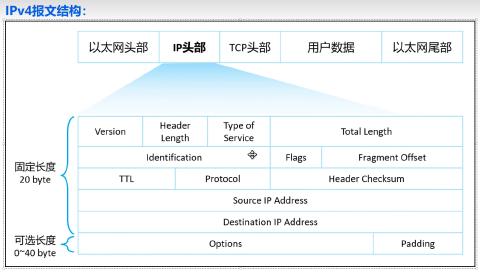 IPv4报文结构：
以太网头部 IP头部 TCP头部 用户数据 以太网尾部
Version Header Length Type of Service Total Length
Identification Flags Fragment Offset
固定长度
20 byte
TTL Protocol Header Checksum
Source IP Address
Destination IP Address
可选长度
0~40 byte
Options Padding